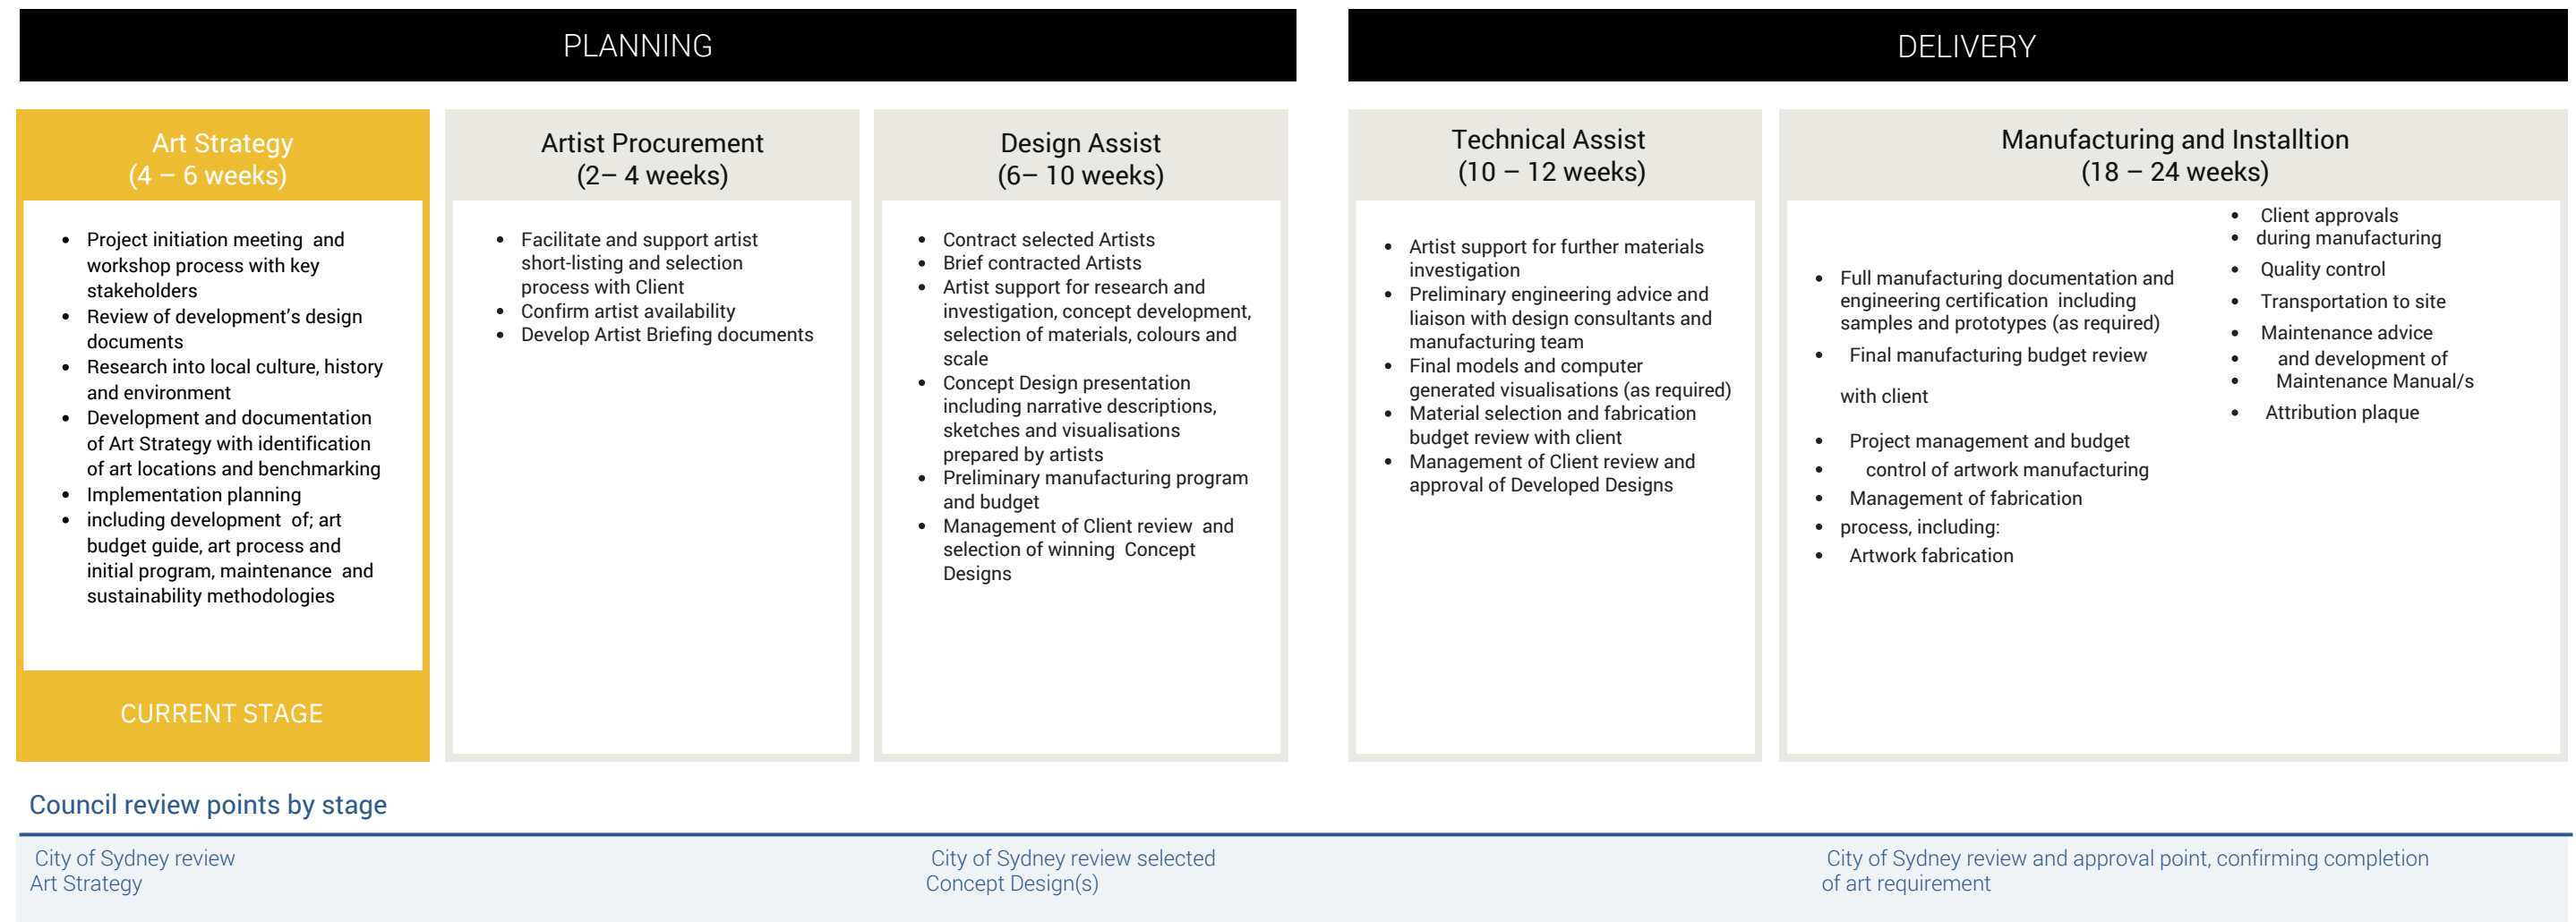 PLANNING
DELIVERY
Art Strategy
(4 – 6 weeks)
• Project initiation meeting and
workshop process with key
stakeholders
• Review of development's design
documents
• Research into local culture, history
and environment
• Development and documentation
of Art Strategy with identification
of art locations and benchmarking
• Implementation planning
• including development of; art
budget guide, art process and
initial program, maintenance and
sustainability methodologies
CURRENT STAGE
Artist Procurement
(2– 4 weeks)
• Facilitate and support artist
short-listing and selection
process with Client
• Confirm artist availability
• Develop Artist Briefing documents
Design Assist
(6– 10 weeks)
• Contract selected Artists
• Brief contracted Artists
• Artist support for research and
investigation, concept development,
selection of materials, colours and
scale
• Concept Design presentation
including narrative descriptions,
sketches and visualisations
prepared by artists
• Preliminary manufacturing program
and budget
• Management of Client review and
selection of winning Concept
Designs
Technical Assist
(10 – 12 weeks)
• Artist support for further materials
investigation
• Preliminary engineering advice and
liaison with design consultants and
manufacturing team
• Final models and computer
generated visualisations (as required)
• Material selection and fabrication
budget review with client
• Management of Client review and
approval of Developed Designs
Manufacturing and Installtion
(18 – 24 weeks)
• Full manufacturing documentation and
engineering certification including
samples and prototypes (as required)
• Final manufacturing budget review
with client
• Project management and budget
• control of artwork manufacturing
• Management of fabrication
• process, including:
• Artwork fabrication
• Client approvals
• during manufacturing
• Quality control
• Transportation to site
• Maintenance advice
• and development of
• Maintenance Manual/s
• Attribution plaque
Council review points by stage
City of Sydney review
Art Strategy
City of Sydney review selected
Concept Design(s)
City of Sydney review and approval point, confirming completion
of art requirement